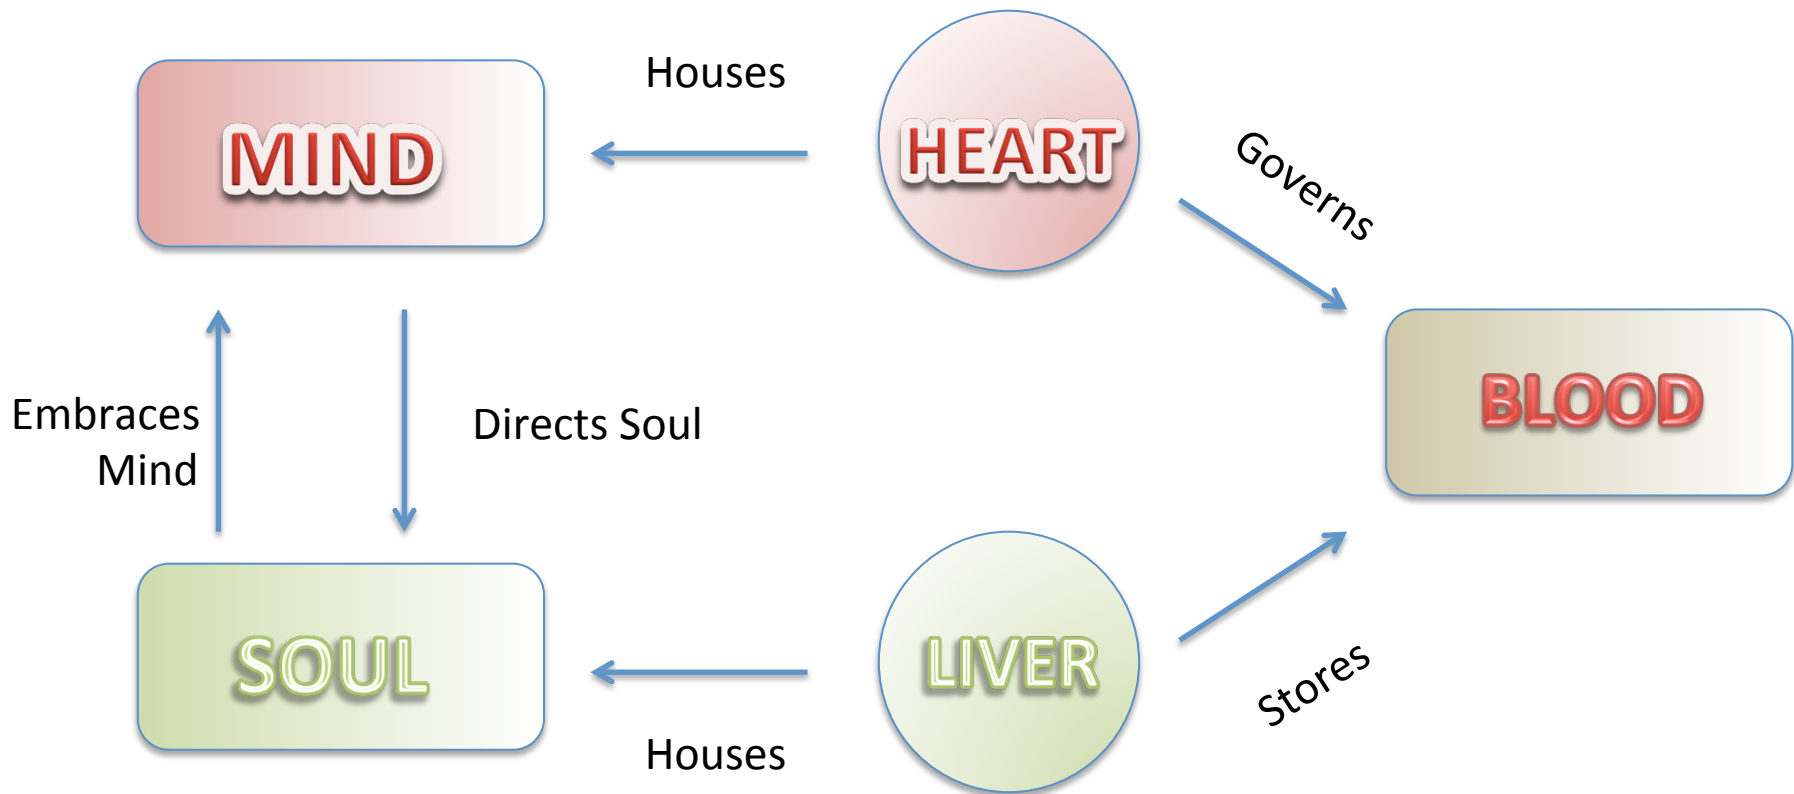 Houses
MIND
HEART
Governs
Embraces
Mind
Directs Soul
BLOOD
SOUL
LIVER
Stores
Houses